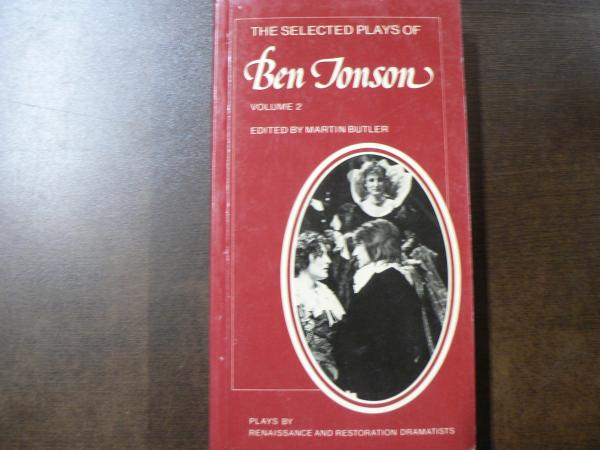 THE SELECTED PLAYS OF
Ben Jonson
VOLUME 2
EDITED BY MARTIN BUTLER
PLAYS BY
RENAISSANCE AND RESTORATION DRAMATISTS